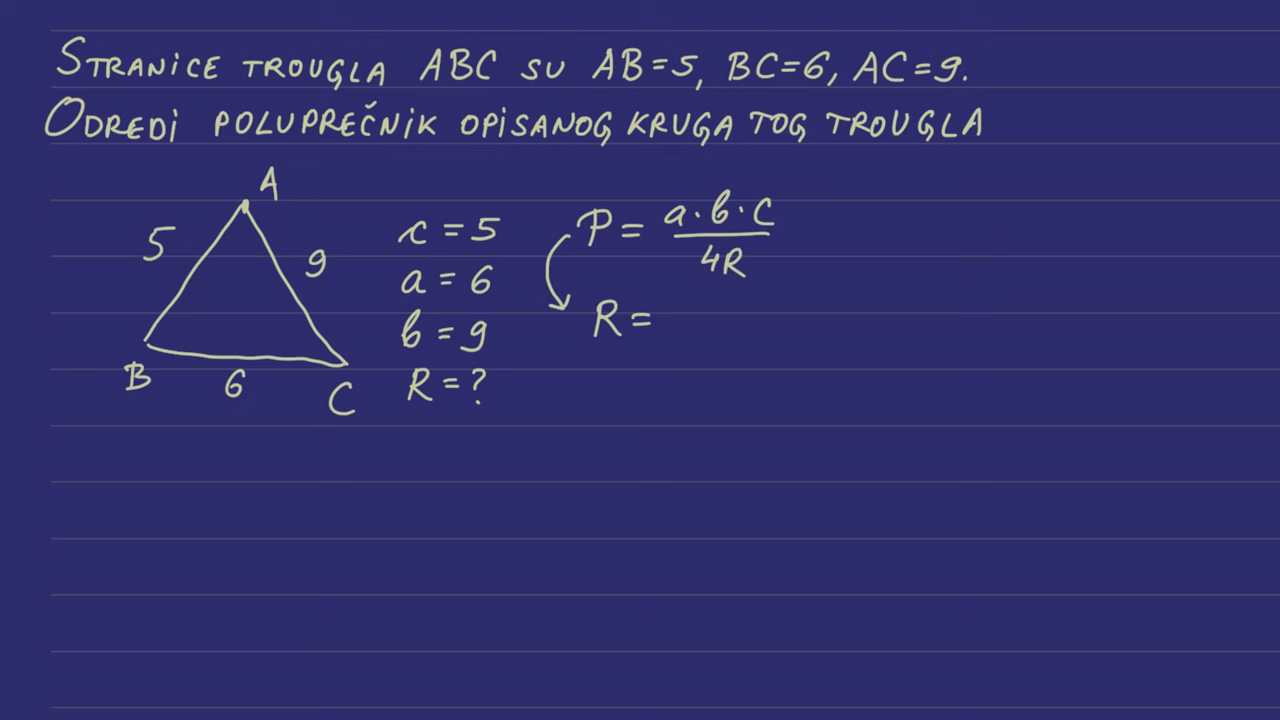 STRANICE TROUGLA ABC SU AB=5, BC=6, AC=9.
ODREDI POLUPREČNIK OPISANOG KRUGA TOG TROUGLA
A
5
9
B
6
C
c = 5
a = 6
b = 9
R = ?
P = a·b·c / 4R
R =